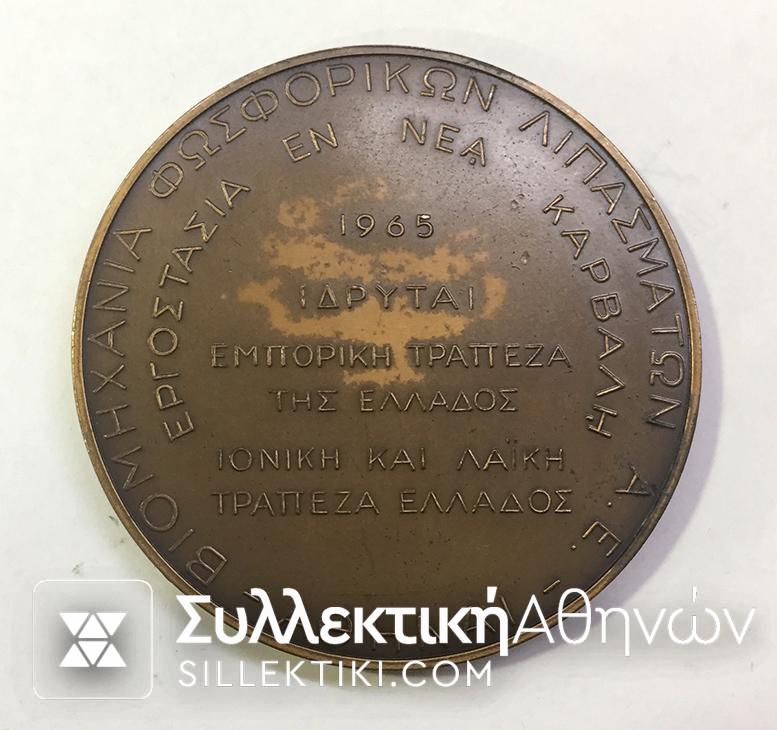 ΒΙΟΜΗΧΑΝΙΑ ΦΩΣΦΟΡΙΚΩΝ ΛΙΠΑΣΜΑΤΩΝ Α.Ε. -
ΕΡΓΟΣΤΑΣΙΑ ΕΝ ΝΕᾼ ΚΑΡΒΑΛΗ
1965
ΙΔΡΥΤΑΙ
ΕΜΠΟΡΙΚΗ ΤΡΑΠΕΖΑ
ΤΗΣ ΕΛΛΑΔΟΣ
ΙΟΝΙΚΗ ΚΑΙ ΛΑΪΚΗ
ΤΡΑΠΕΖΑ ΕΛΛΑΔΟΣ
ΣυλλεκτικήΑθηνών
SILLEKTIKI.COM